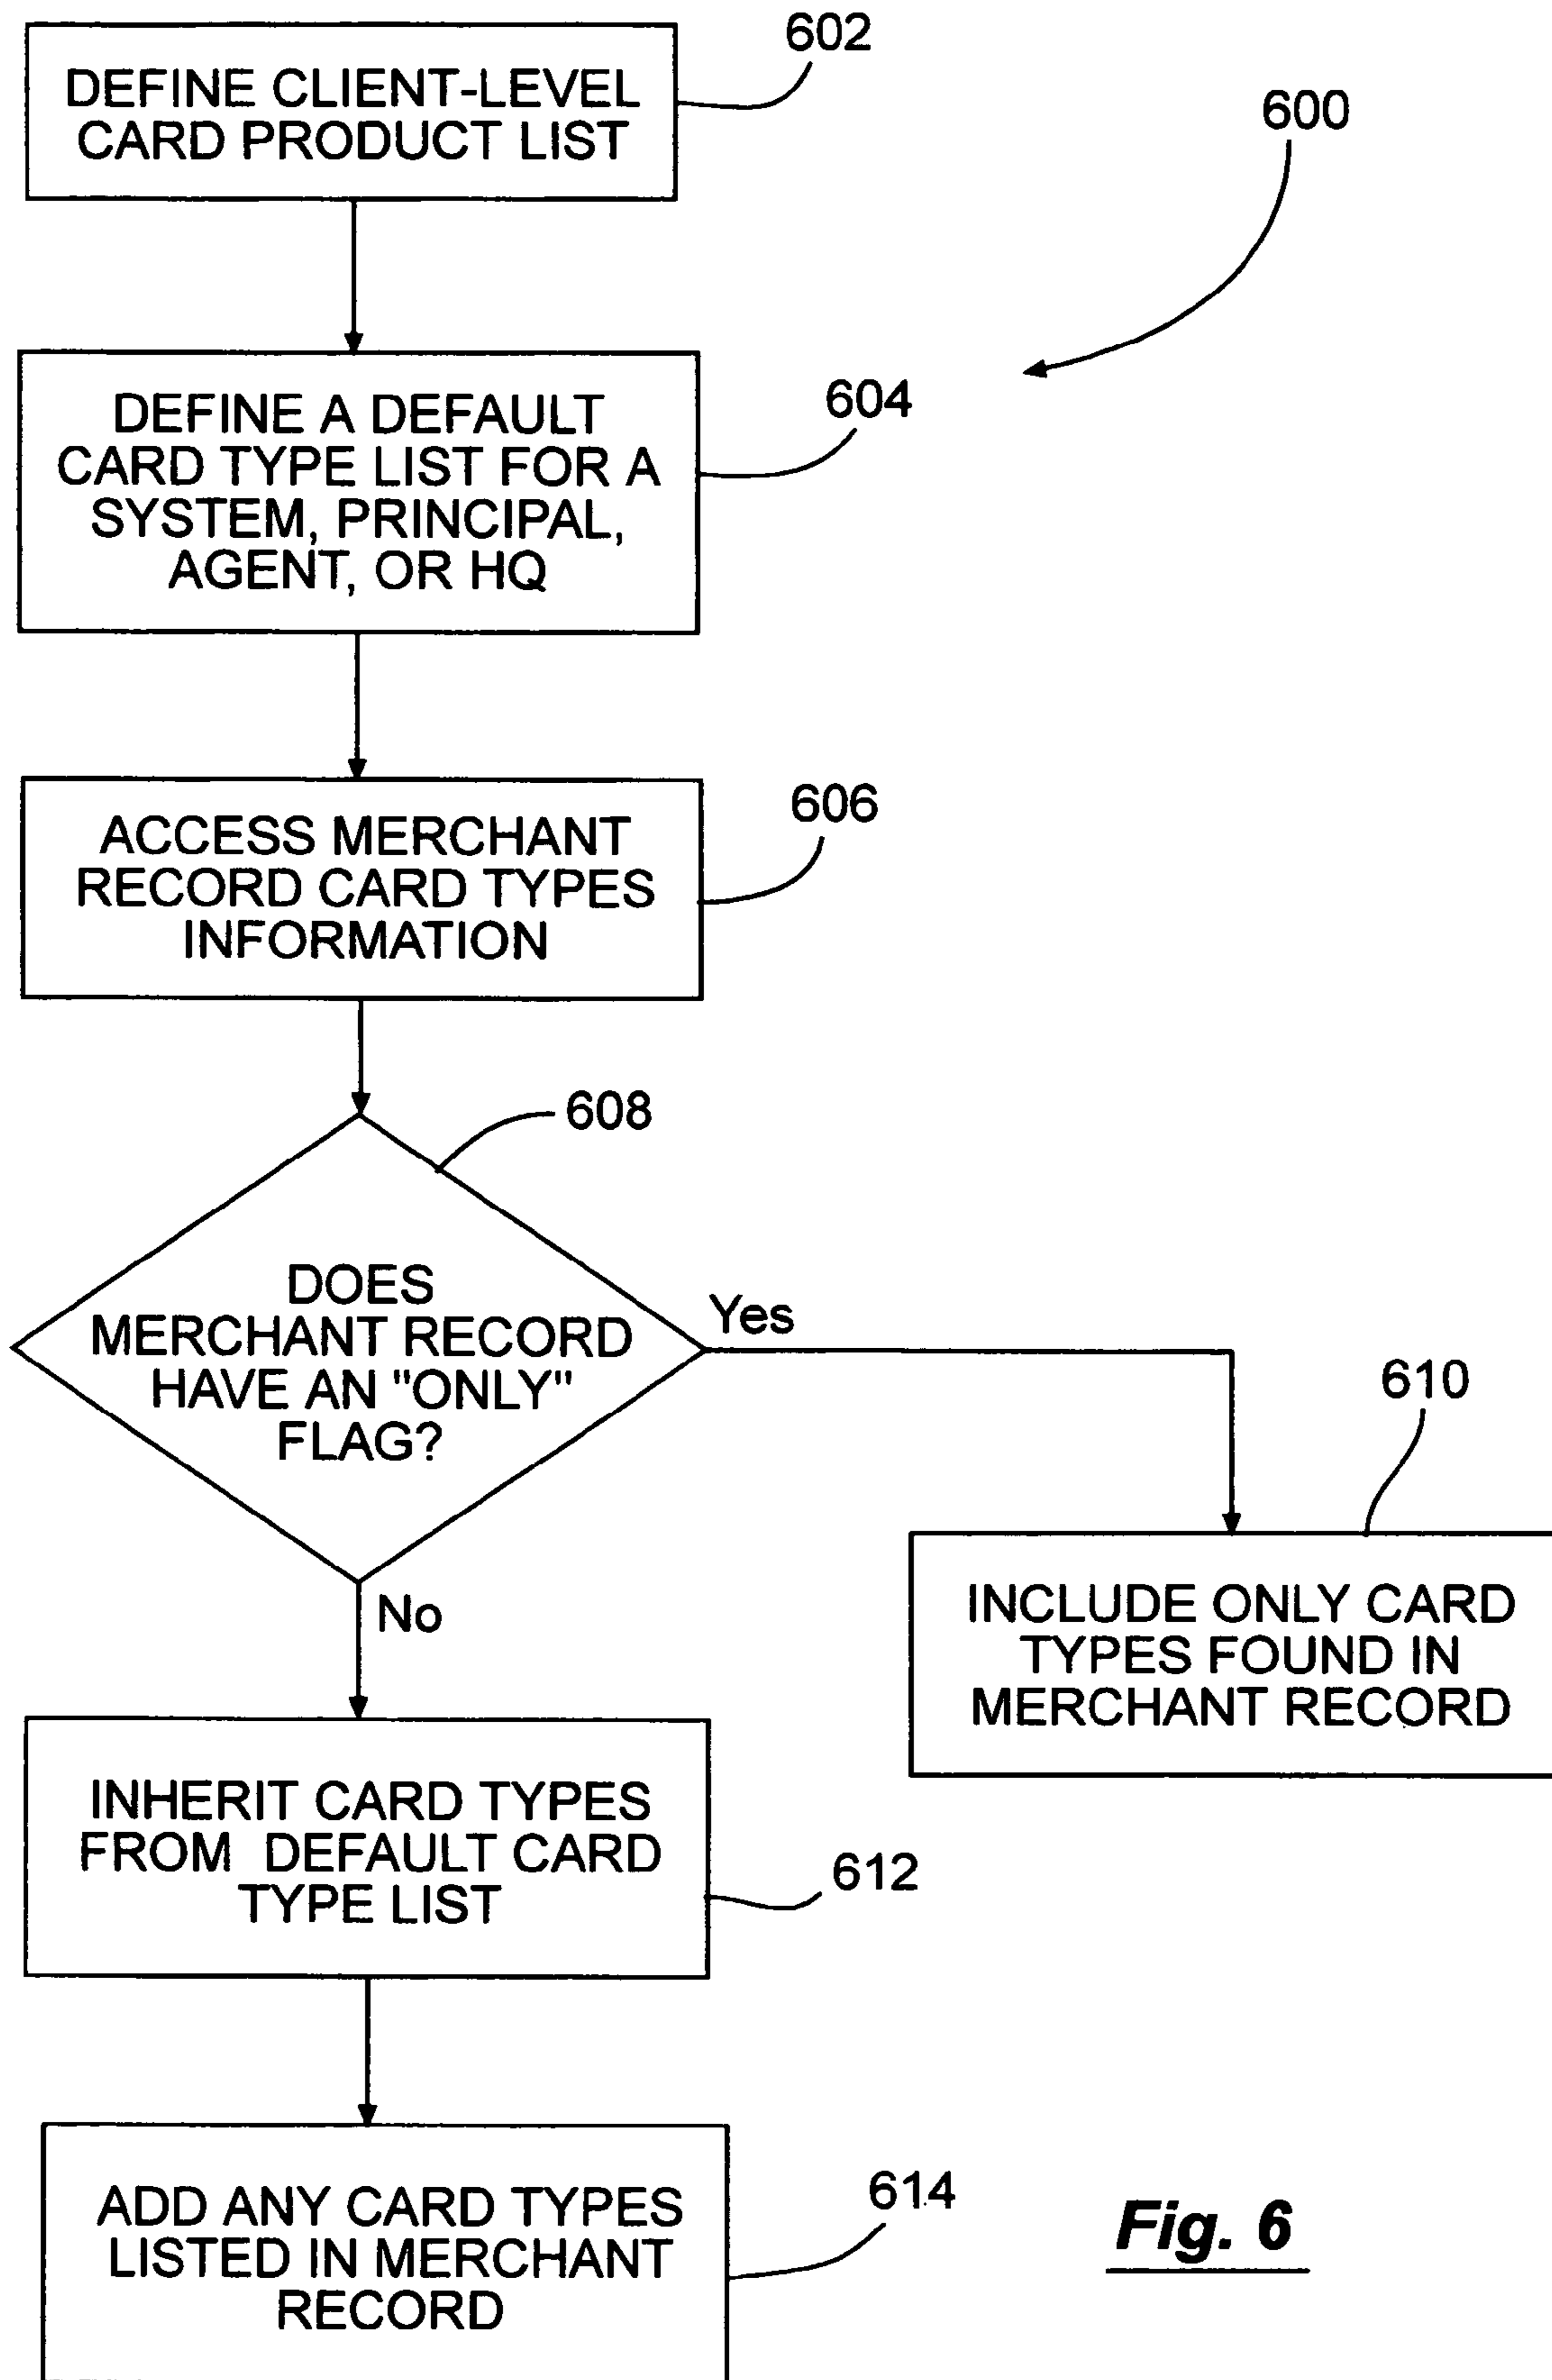 602
DEFINE CLIENT-LEVEL
CARD PRODUCT LIST
600
604
DEFINE A DEFAULT
CARD TYPE LIST FOR A
SYSTEM, PRINCIPAL,
AGENT, OR HQ
606
ACCESS MERCHANT
RECORD CARD TYPES
INFORMATION
608
DOES
MERCHANT RECORD
HAVE AN "ONLY"
FLAG?
Yes
610
INCLUDE ONLY CARD
TYPES FOUND IN
MERCHANT RECORD
No
INHERIT CARD TYPES
FROM DEFAULT CARD
TYPE LIST
612
ADD ANY CARD TYPES
LISTED IN MERCHANT
RECORD
614
Fig. 6